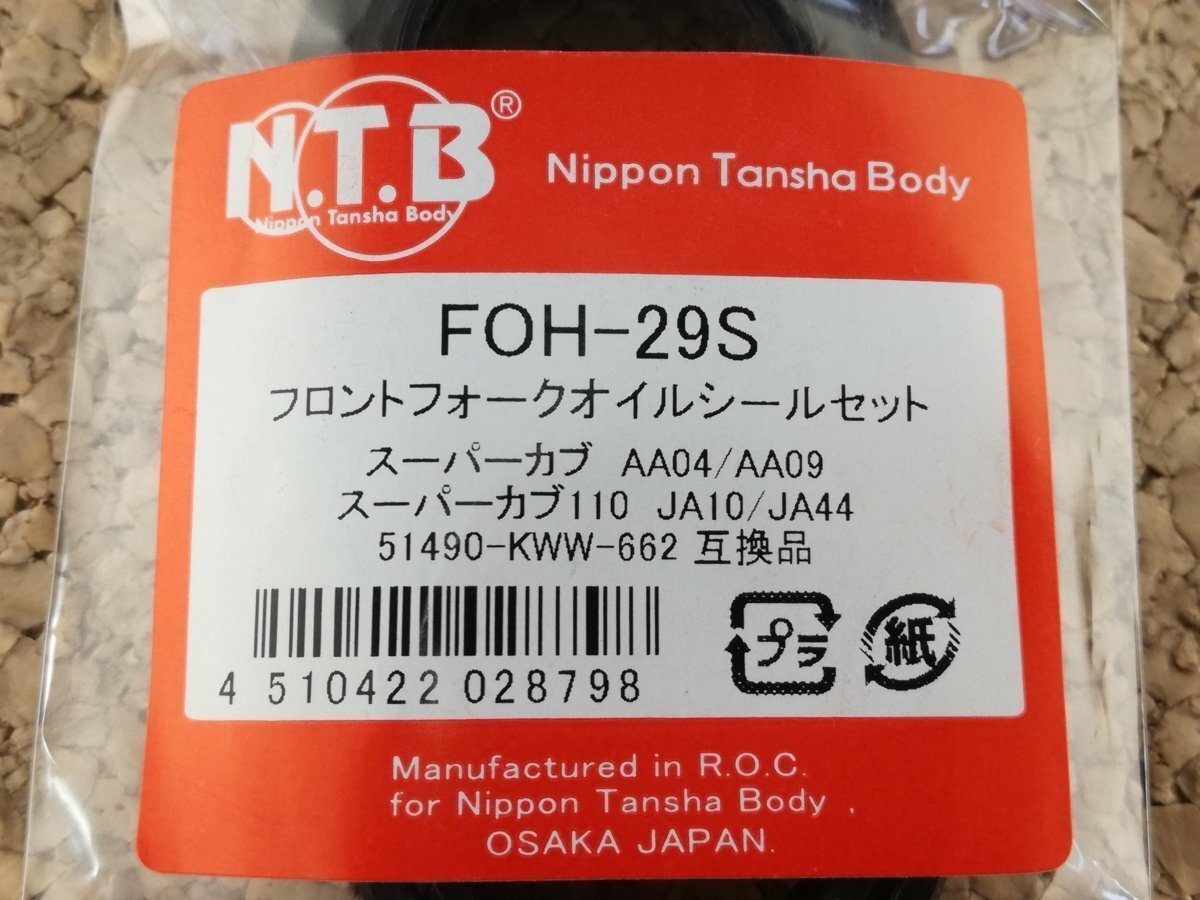 N.T.B®
Nippon Tansha Body
Nippon Tansha Body
FOH-29S
フロントフォークオイルシールセット
スーパーカブ AA04/AA09
スーパーカブ110 JA10/JA44
51490-KWW-662 互換品
プラ 紙
4 510422 028798
Manufactured in R.O.C.
for Nippon Tansha Body ,
OSAKA JAPAN.